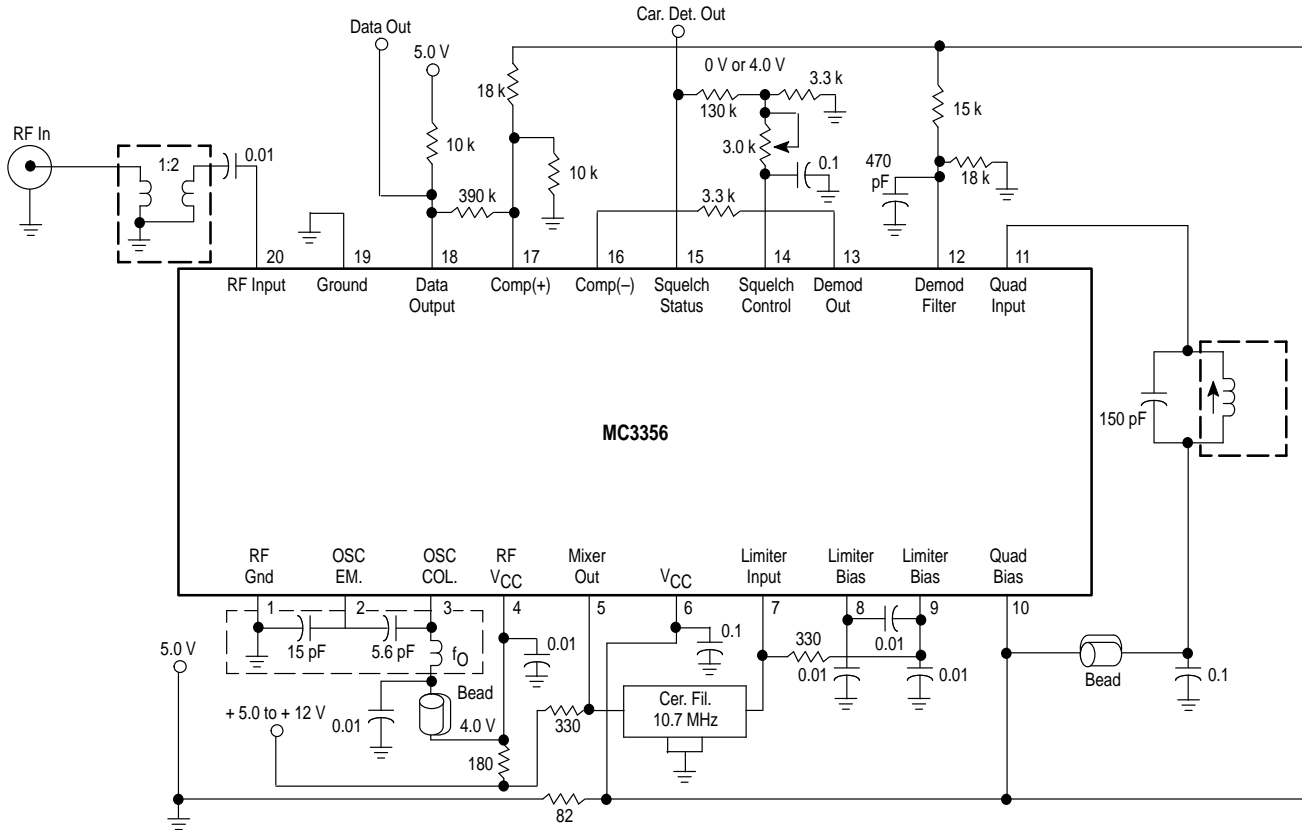 Car. Det. Out
Data Out
5.0 V
0 V or 4.0 V
3.3 k
18 k
130 k
15 k
RF In
1:2
0.01
10 k
3.0 k
0.1
470
pF
10 k
18 k
390 k
3.3 k
20
19
18
17
16
15
14
13
12
11
RF Input
Ground
Data
Output
Comp(+)
Comp(–)
Squelch
Status
Squelch
Control
Demod
Out
Demod
Filter
Quad
Input
150 pF
MC3356
RF
Gnd
OSC
EM.
OSC
COL.
RF
VCC
Mixer
Out
VCC
Limiter
Input
Limiter
Bias
Limiter
Bias
Quad
Bias
1
2
3
4
5
6
7
8
9
10
15 pF
5.6 pF
fO
0.01
0.1
330
0.01
0.01
0.01
5.0 V
Bead
0.1
Bead
+ 5.0 to + 12 V
0.01
4.0 V
330
Cer. Fil.
10.7 MHz
180
82